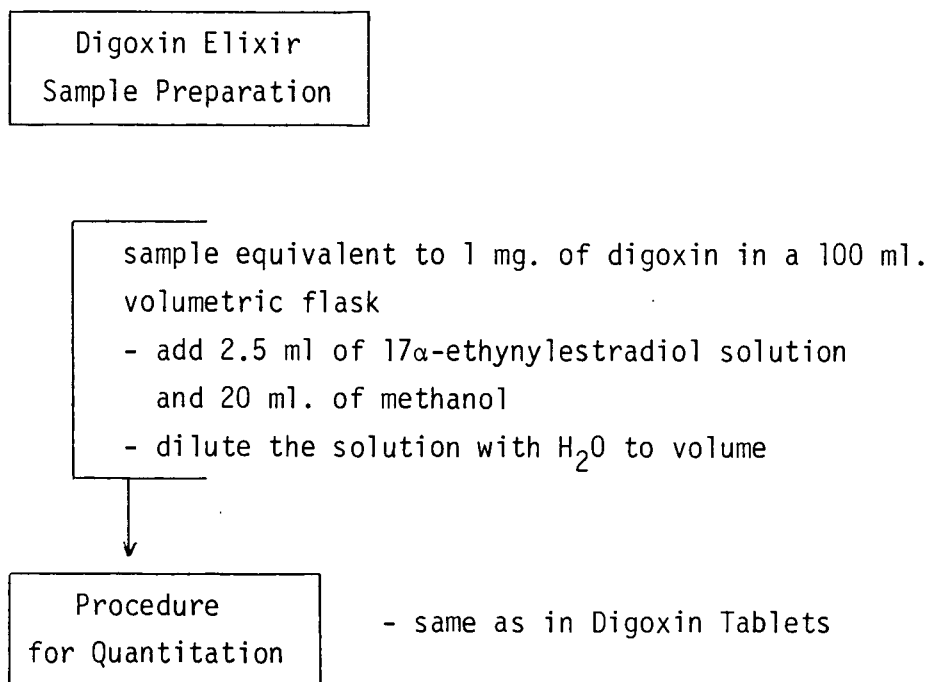 Digoxin Elixir
Sample Preparation
sample equivalent to 1 mg. of digoxin in a 100 ml.
volumetric flask
- add 2.5 ml of 17α-ethynylestradiol solution
and 20 ml. of methanol
- dilute the solution with H₂O to volume
Procedure
for Quantitation
- same as in Digoxin Tablets